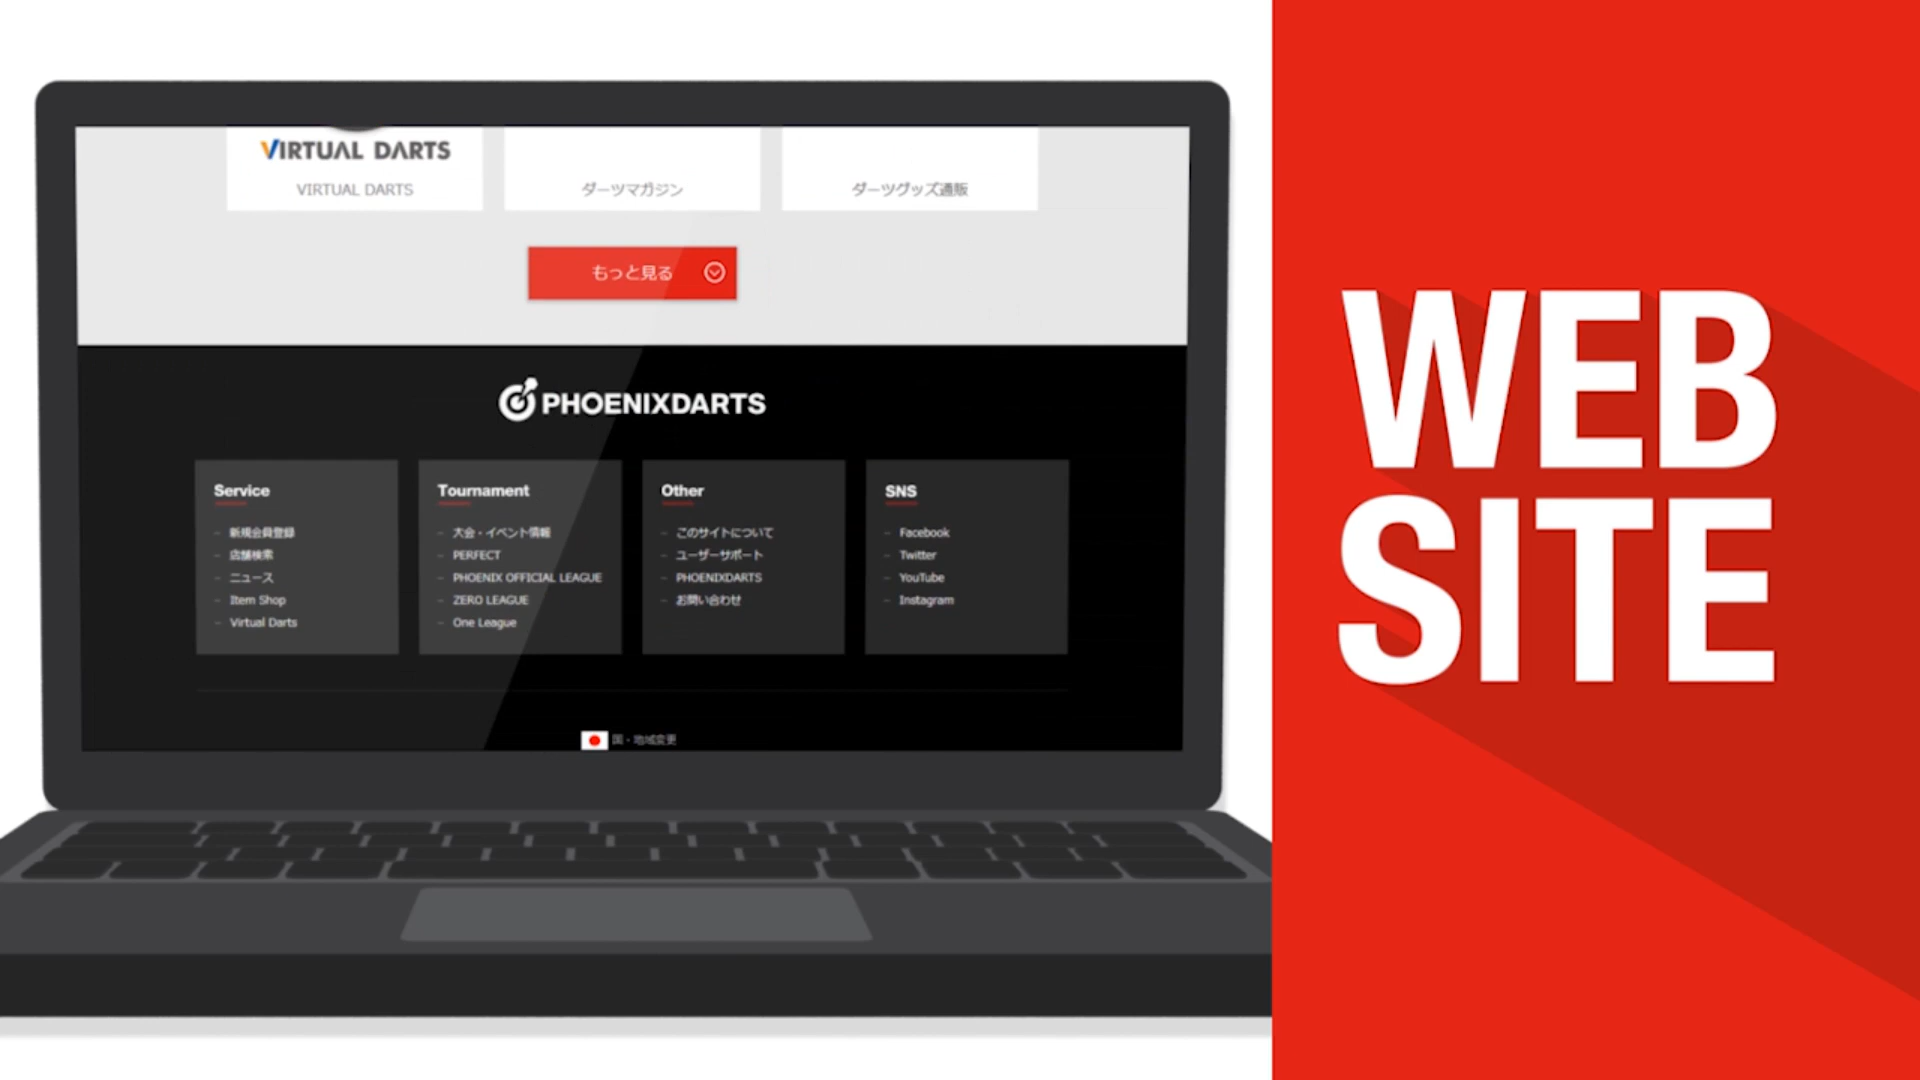 VIRTUAL DARTS
VIRTUAL DARTS
ダーツマガジン
ダーツグッズ通販
もっと見る
PHOENIXDARTS
Service
新規会員登録
店舗検索
ニュース
Item Shop
Virtual Darts
Tournament
大会・イベント情報
PERFECT
PHOENIX OFFICIAL LEAGUE
ZERO LEAGUE
One League
Other
このサイトについて
ユーザーサポート
PHOENIXDARTS
お問い合わせ
SNS
Facebook
Twitter
YouTube
Instagram
国・地域変更
WEB
SITE